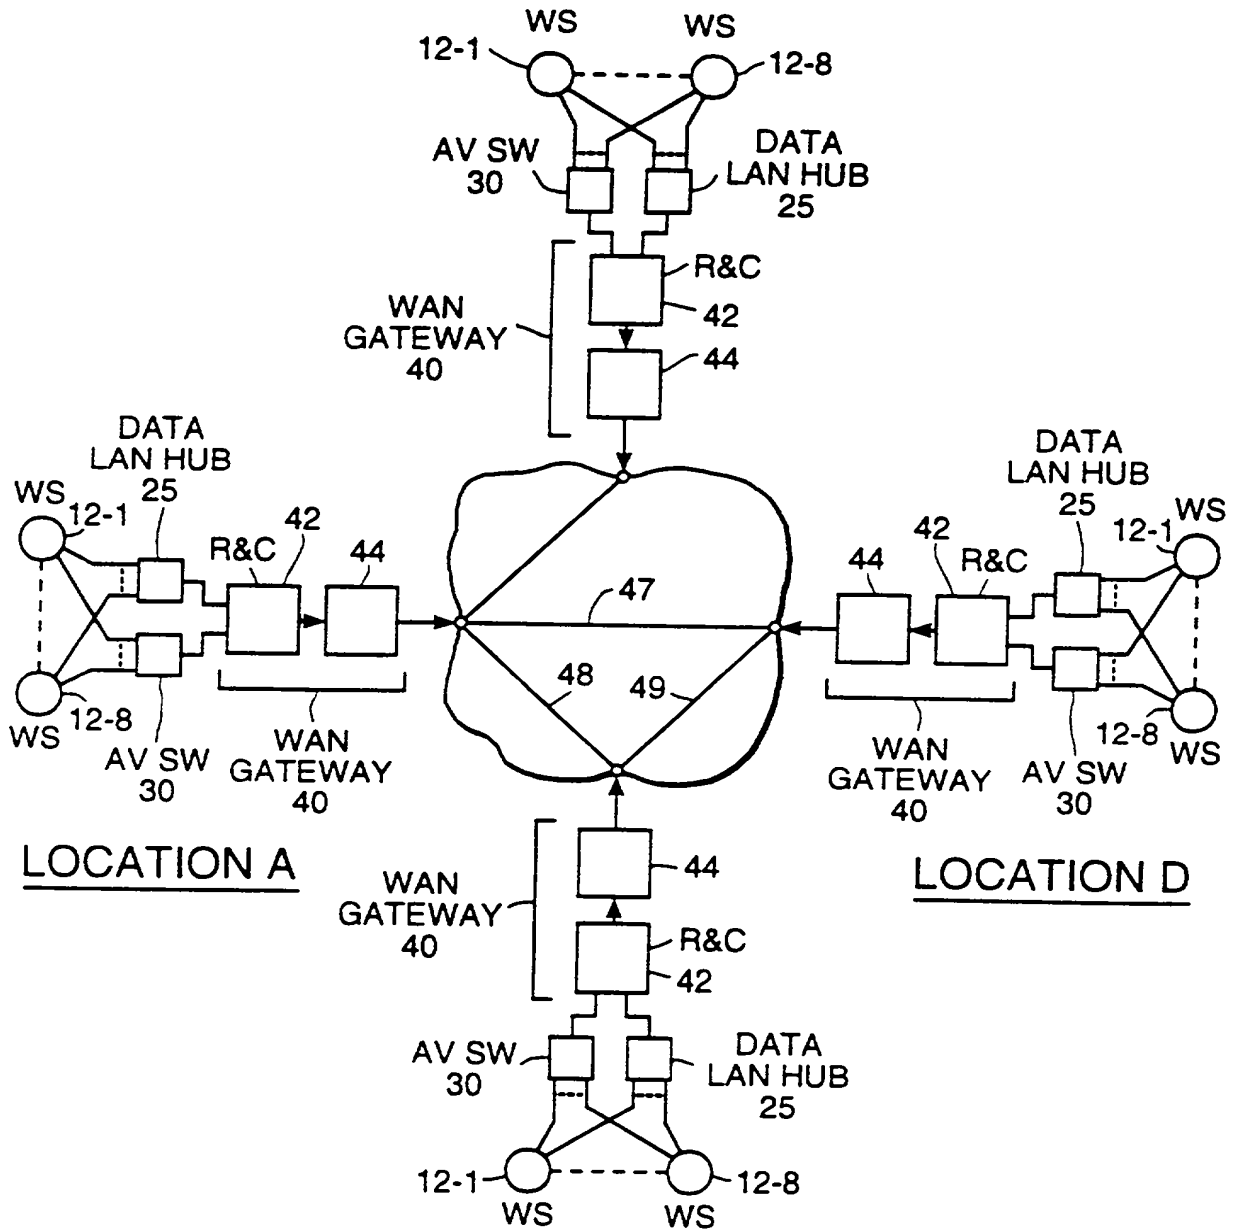 WS
WS
12-1
12-8
AV SW
30
DATA
LAN HUB
25
R&C
42
WAN
GATEWAY
40
44
DATA
LAN HUB
25
WS
12-1
R&C
42
44
12-8
WS
AV SW
30
WAN
GATEWAY
40
LOCATION A
47
48
49
DATA
LAN HUB
25
WS
12-1
44
42
R&C
12-8
WS
WAN
GATEWAY
40
AV SW
30
LOCATION D
WAN
GATEWAY
40
44
R&C
42
AV SW
30
DATA
LAN HUB
25
12-1
12-8
WS
WS